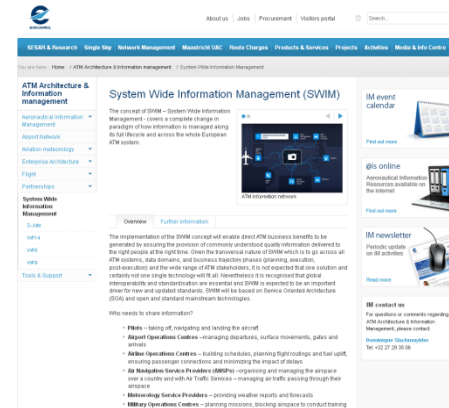 EUROCONTROL
About us Jobs Procurement Visitors portal Search...
SESAR & Research Single Sky Network Management Maastricht UAC Route Charges Products & Services Projects Activities Media & Info Centre
You are here: Home / ATM Architecture & Information management / System Wide Information Management
ATM Architecture &
Information
management
Aeronautical Information
Management
Airport Network
Aviation meteorology
Enterprise Architecture
Flight
Partnerships
System Wide
Information
Management
Tools & Support
System Wide Information Management (SWIM)
The concept of SWIM – System Wide Information
Management - covers a complete change in
paradigm of how information is managed along
its full lifecycle and across the whole European
ATM system.
ATM information network
Overview Further information
The implementation of the SWIM concept will enable direct ATM business benefits to be
generated by assuring the provision of commonly understood quality information delivered to
the right people at the right time. Given the transversal nature of SWIM which is to go across all
ATM systems, data domains, and business trajectory phases (planning, execution,
post-execution) and the wide range of ATM stakeholders, it is not expected that one solution and
certainly not one single technology will fit all. Nevertheless it is recognised that global
interoperability and standardisation are essential and SWIM is expected to be an important
driver for new and updated standards. SWIM will be based on Service Oriented Architecture
(SOA) and open and standard mainstream technologies.
Who needs to share information?
Pilots – taking off, navigating and landing the aircraft
Airport Operations Centres – managing departures, surface movements, gates and
arrivals
Airline Operations Centres – building schedules, planning flight routings and fuel uplift,
ensuring passenger connections and minimizing the impact of delays
Air Navigation Service Providers (ANSPs) – organising and managing the airspace
over a country and with Air Traffic Services – managing air traffic passing through their
airspace
Meteorology Service Providers – providing weather reports and forecasts
Military Operations Centres – planning missions, blocking airspace to conduct training
IM event
calendar
Find out more
@is online
Aeronautical Information
Resources available on
the internet
Find out more
IM newsletter
Periodic update
on IM activities
Read more
IM contact us
For questions or comments regarding
ATM Architecture & Information
Management, please contact:
Tel: +32 27 29 35 06